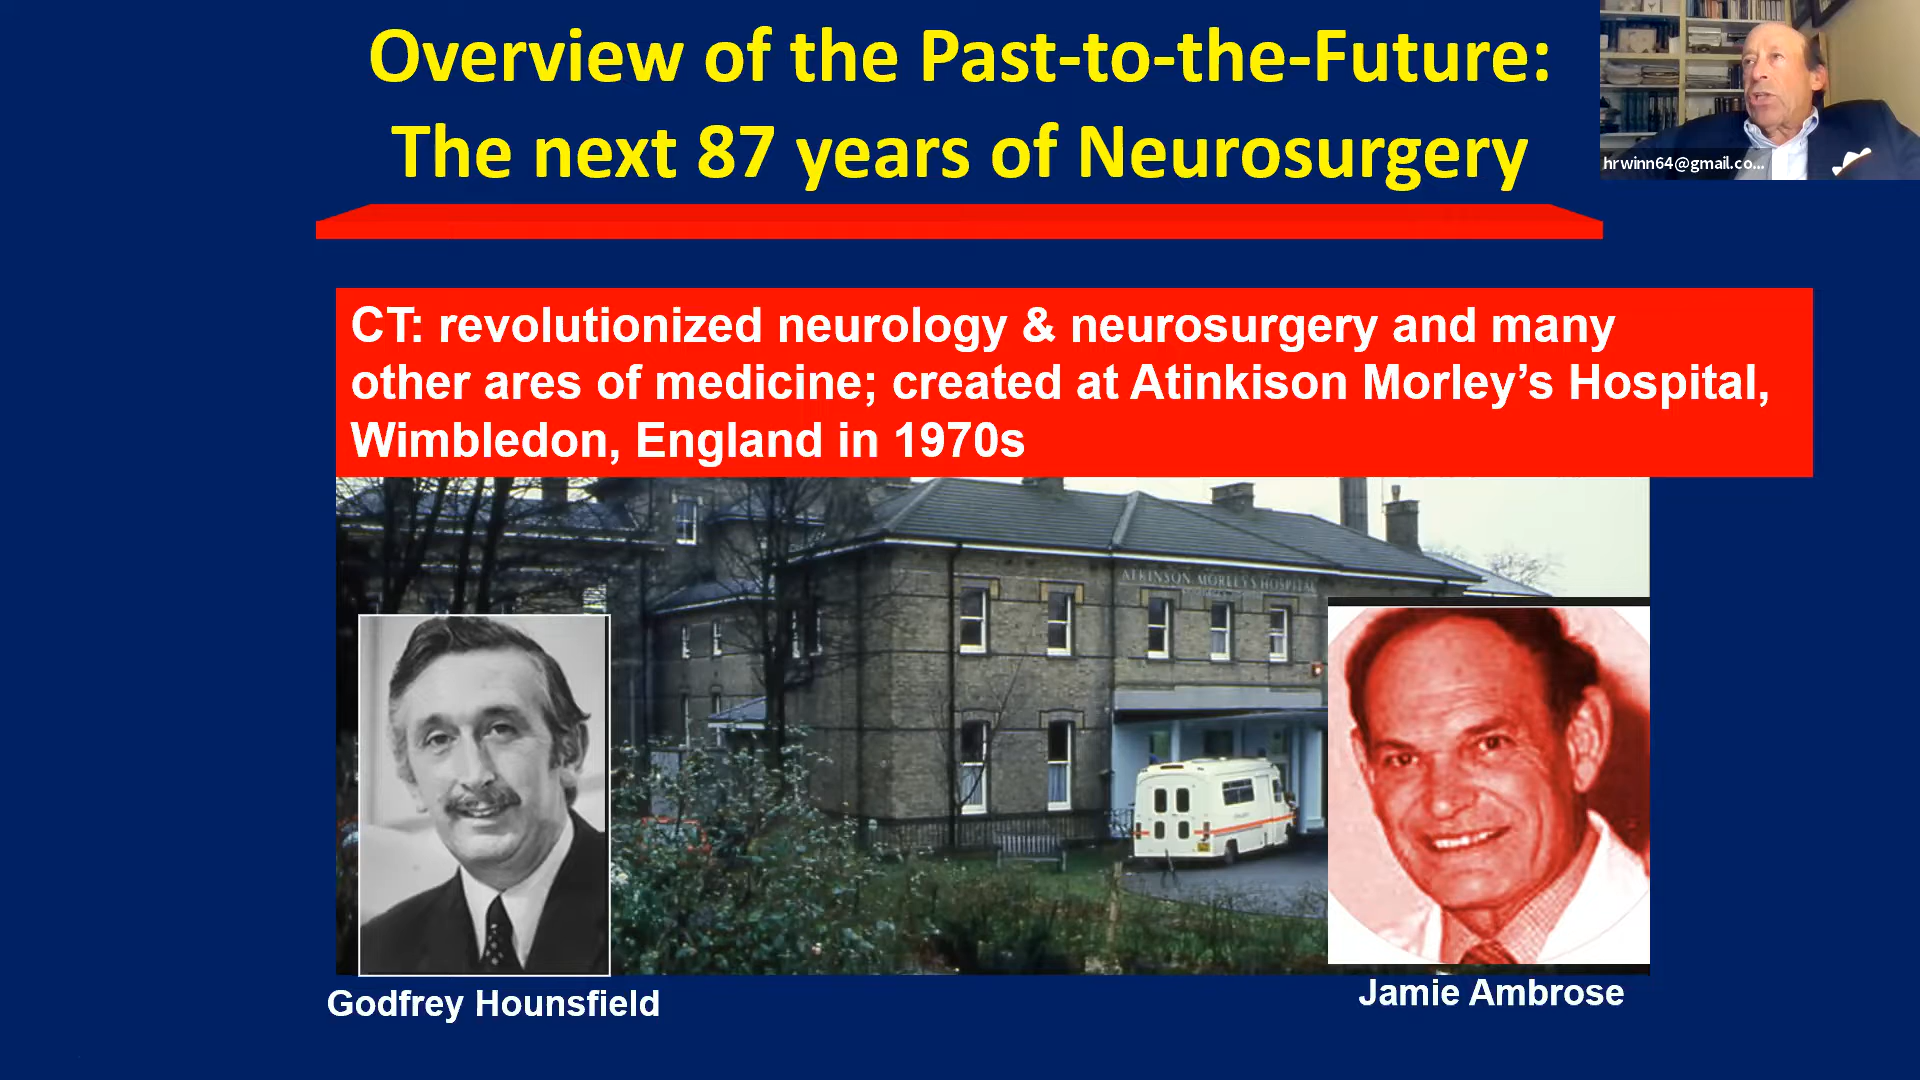 Overview of the Past-to-the-Future:
The next 87 years of Neurosurgery
hrwinn64@gmail.co...
CT: revolutionized neurology & neurosurgery and many
other ares of medicine; created at Atinkison Morley’s Hospital,
Wimbledon, England in 1970s
ATKINSON MORLEY'S HOSPITAL
Godfrey Hounsfield
Jamie Ambrose